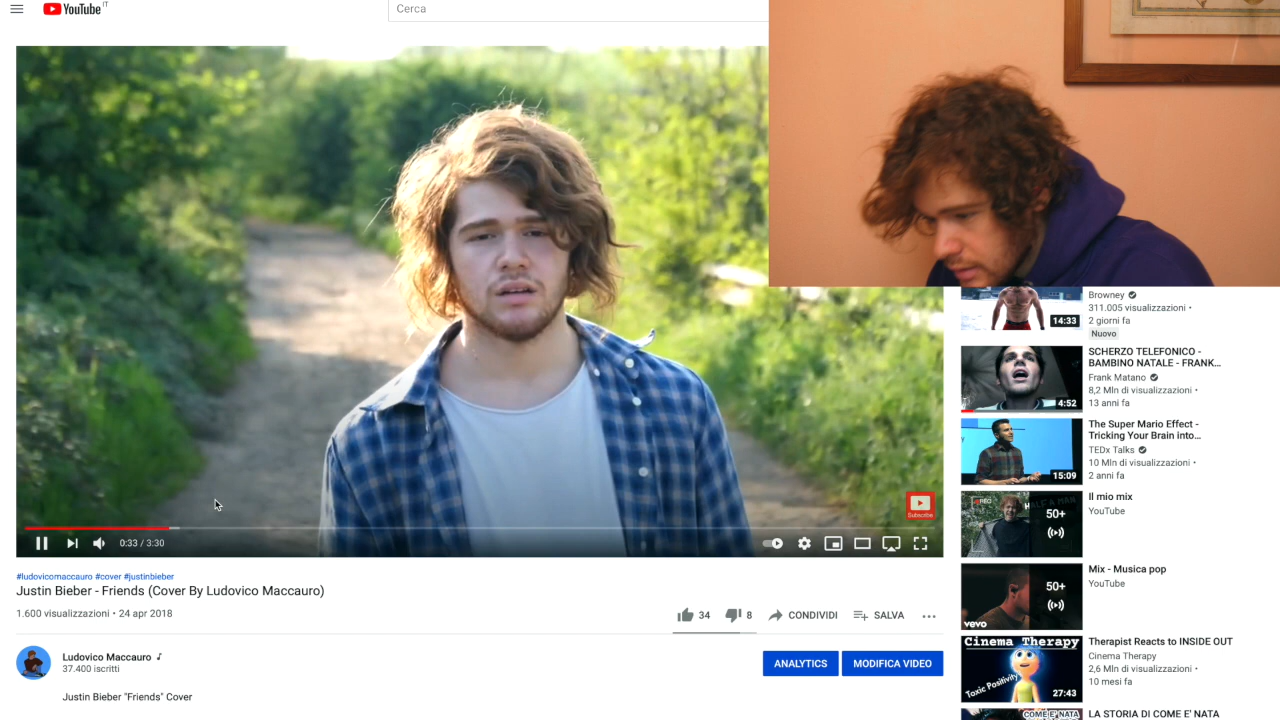 YouTube IT
Cerca
Subscribe
0:33 / 3:30
#ludovicomaccauro #cover #justinbieber
Justin Bieber - Friends (Cover By Ludovico Maccauro)
1.600 visualizzazioni • 24 apr 2018
34
8
CONDIVIDI
SALVA
Ludovico Maccauro
37.400 iscritti
ANALYTICS
MODIFICA VIDEO
Justin Bieber "Friends" Cover
14:33
Browney
311.005 visualizzazioni •
2 giorni fa
Nuovo
4:52
SCHERZO TELEFONICO -
BAMBINO NATALE - FRANK…
Frank Matano
8,2 Mln di visualizzazioni •
13 anni fa
15:09
The Super Mario Effect -
Tricking Your Brain into…
TEDx Talks
10 Mln di visualizzazioni •
2 anni fa
REC
50+
Il mio mix
YouTube
vevo
50+
Mix - Musica pop
YouTube
Cinema Therapy
Toxic Positivity
27:43
Therapist Reacts to INSIDE OUT
Cinema Therapy
2,6 Mln di visualizzazioni •
10 mesi fa
COME E' NATA
LA STORIA DI COME E' NATA